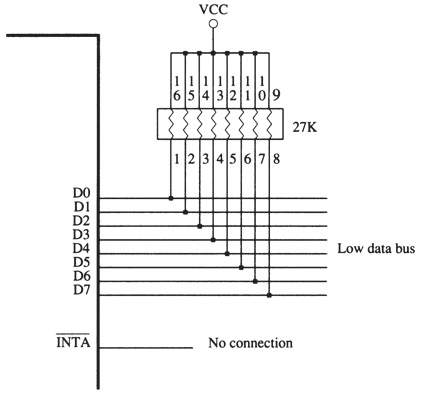 VCC
16 15 14 13 12 11 10 9
27K
1 2 3 4 5 6 7 8
D0
D1
D2
D3
D4
Low data bus
D5
D6
D7
INTA
No connection